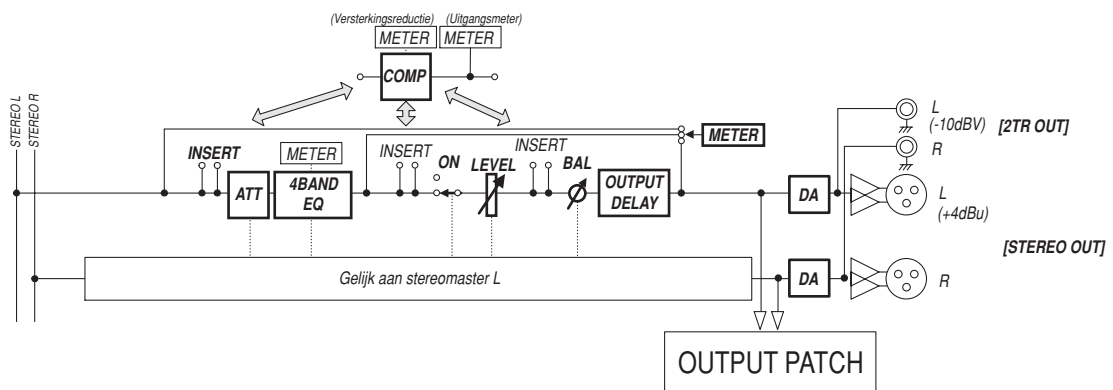 (Versterkingsreductie) (Uitgangsmeter)
METER METER
COMP
STEREO L
STEREO R
L
(-10dBV) [2TR OUT]
R
METER
INSERT METER INSERT ON LEVEL INSERT BAL
ATT
4BAND
EQ
OUTPUT
DELAY
DA
L
(+4dBu)
[STEREO OUT]
Gelijk aan stereomaster L
DA
R
OUTPUT PATCH